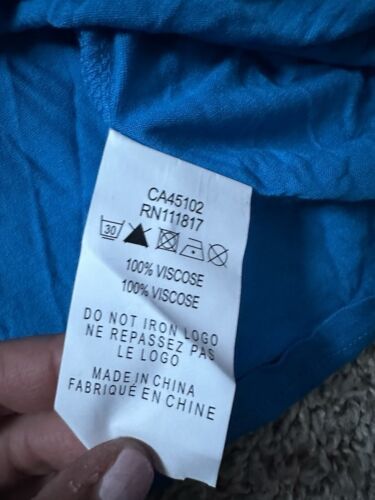 CA45102
RN111817
30
100% VISCOSE
100% VISCOSE
DO NOT IRON LOGO
NE REPASSEZ PAS
LE LOGO
MADE IN CHINA
FABRIQUÉ EN CHINE